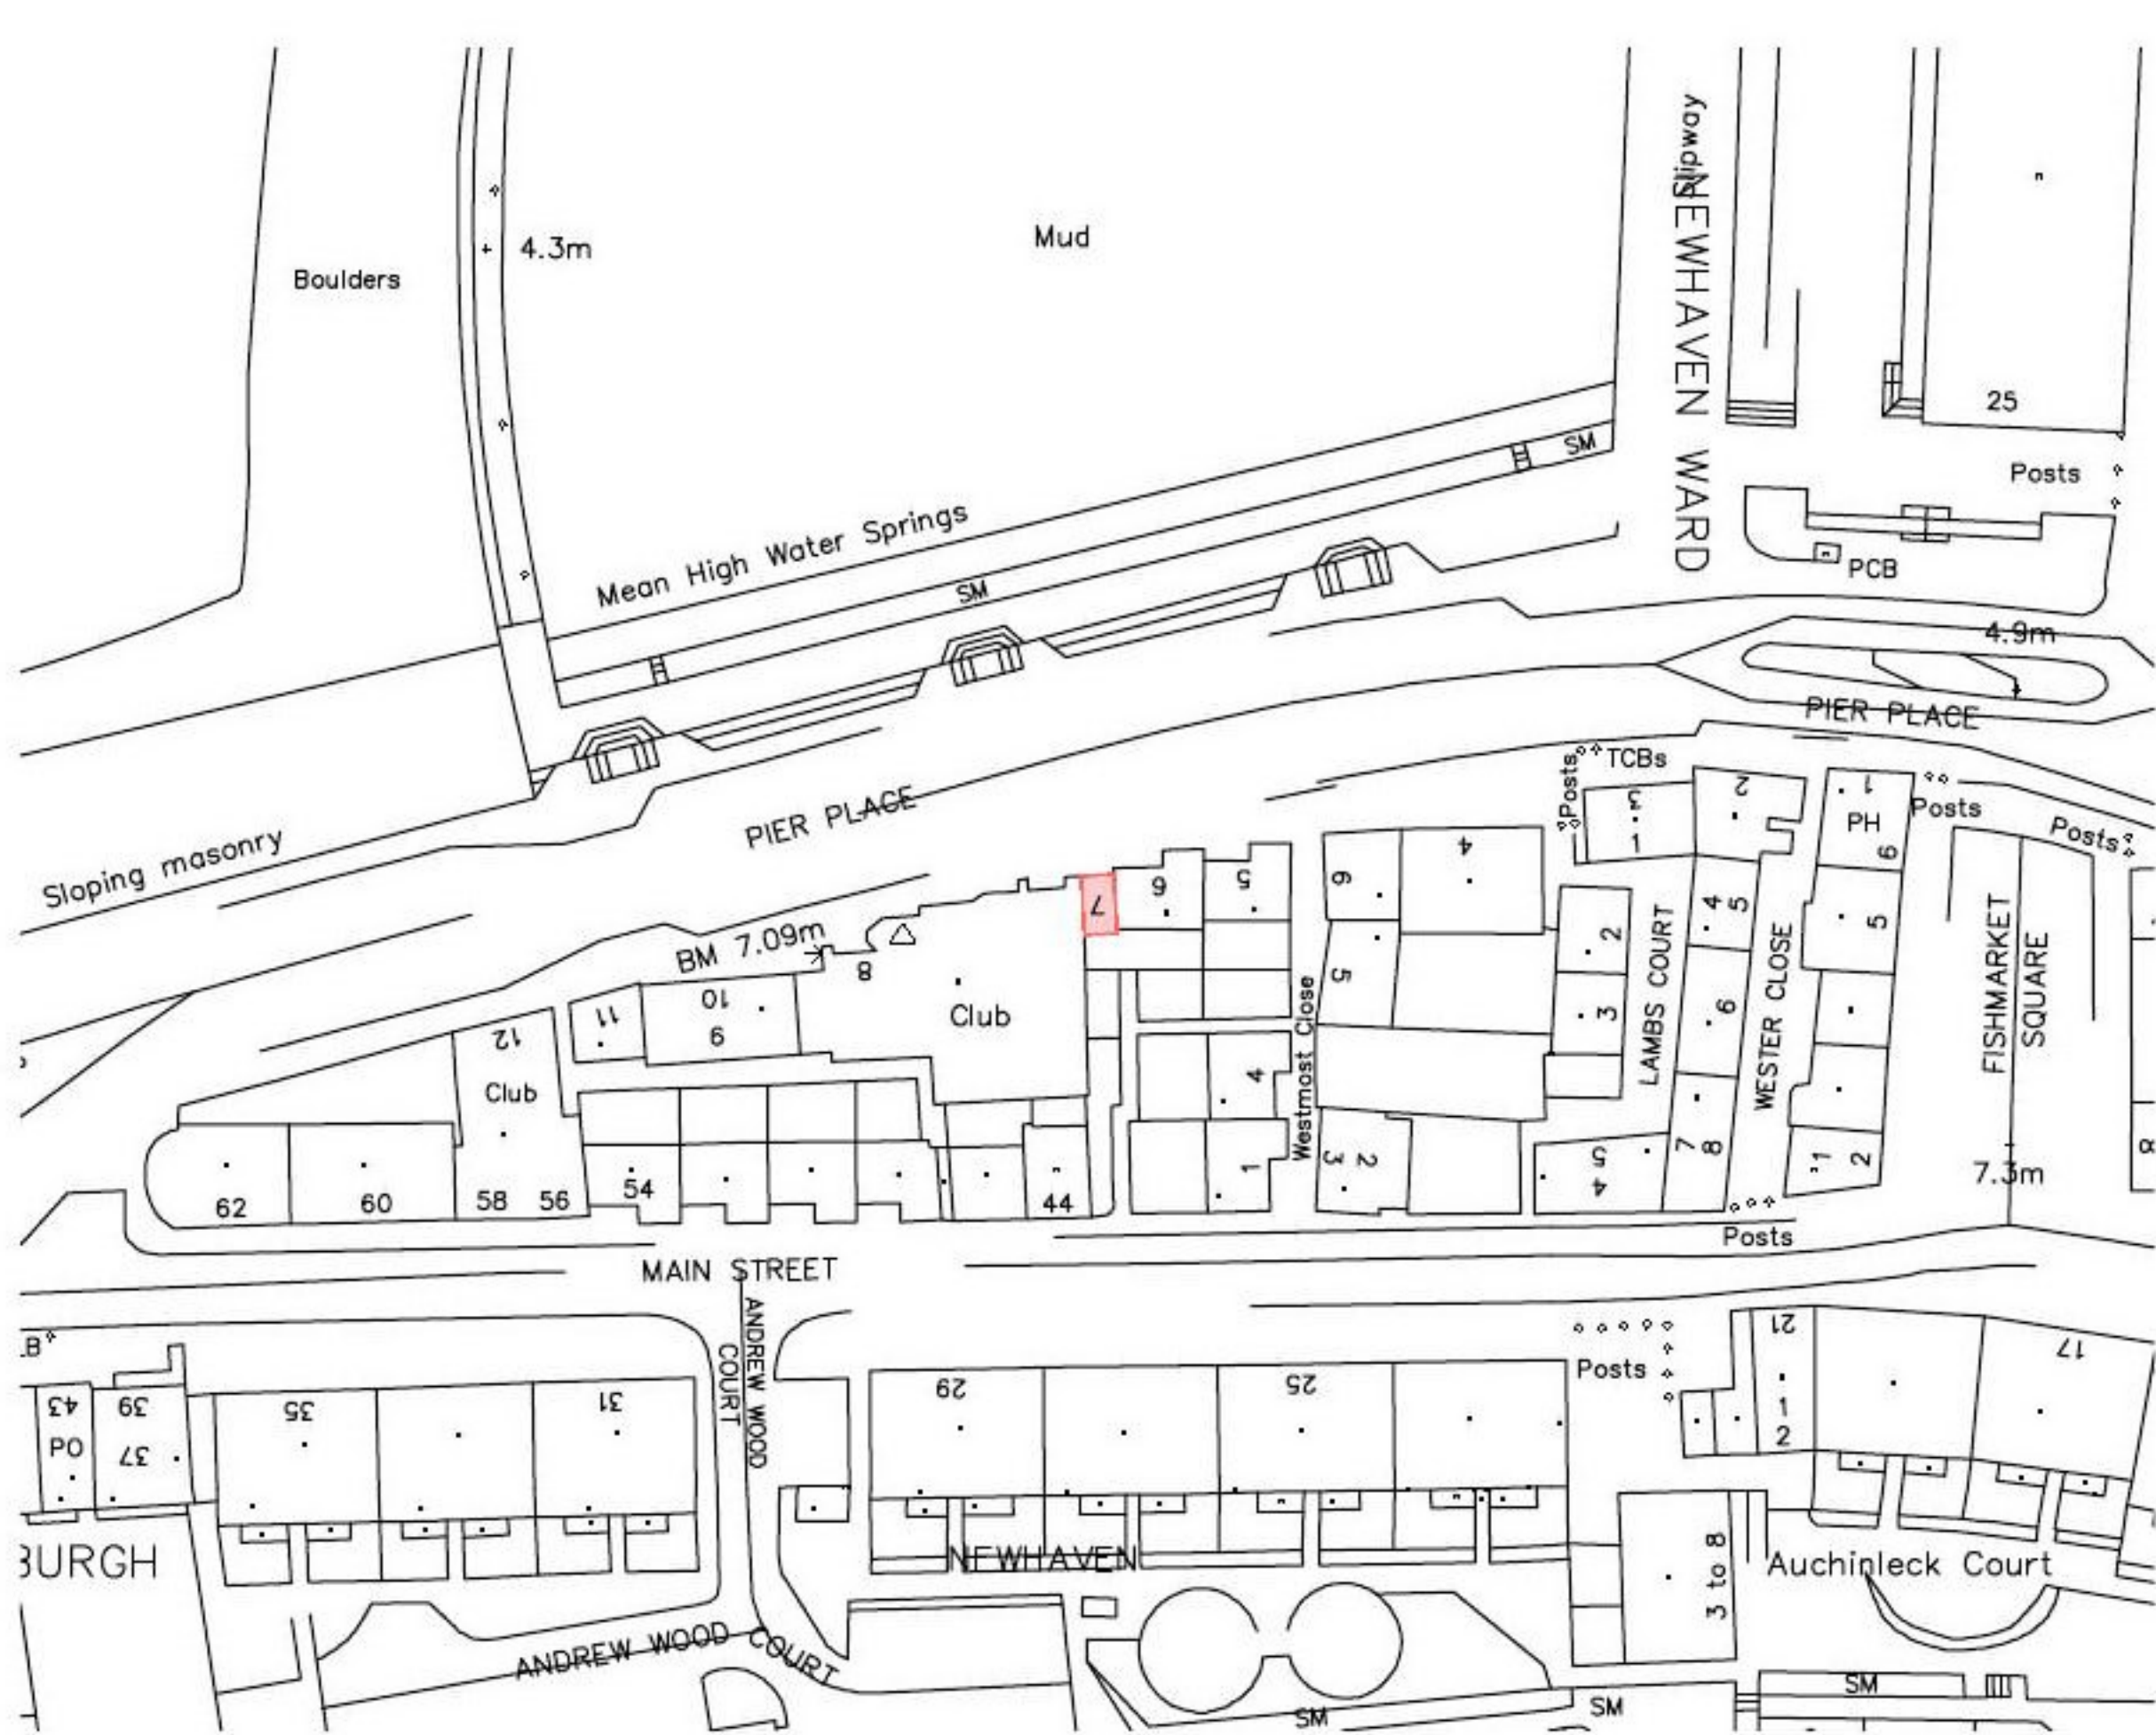 Slipway
NEWHAVEN WARD
Mud
4.3m
Boulders
25
SM
Posts
Mean High Water Springs
SM
PCB
4.9m
PIER PLACE
TCBs
Posts
PIER PLACE
Posts
Posts
Sloping masonry
3
1
2
1
PH
6
7
6
5
6
4
BM 7.09m
8
Club
10
9
11
12
Club
5
2
3
LAMBS COURT
4
5
6
7
8
WESTER CLOSE
5
1
2
FISHMARKET
SQUARE
7.3m
8
Westmost Close
4
1
3
2
5
4
62
60
58
56
54
44
Posts
MAIN STREET
ANDREW WOOD
COURT
Posts
21
1
2
17
43
PO
39
37
35
31
29
25
BURGH
NEWHAVEN
3 to 8
Auchinleck Court
ANDREW WOOD COURT
SM
SM
SM